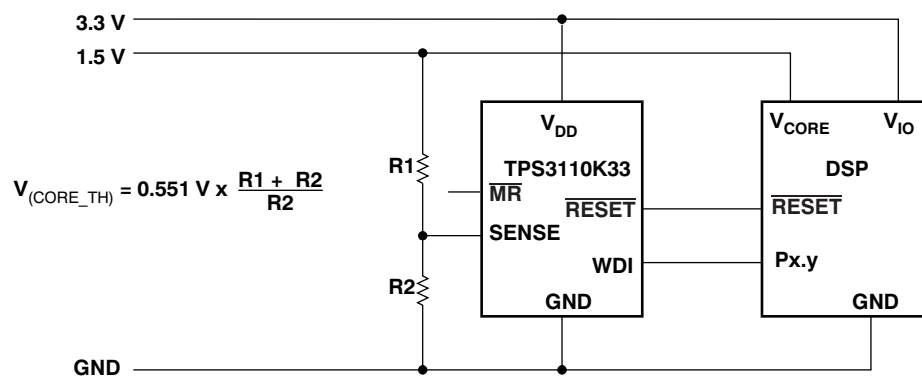 3.3 V
1.5 V
V(CORE_TH) = 0.551 V x R1 + R2
R2
R1
R2
VDD
TPS3110K33
MR
RESET
SENSE
WDI
GND
VCORE
VIO
DSP
RESET
Px.y
GND
GND